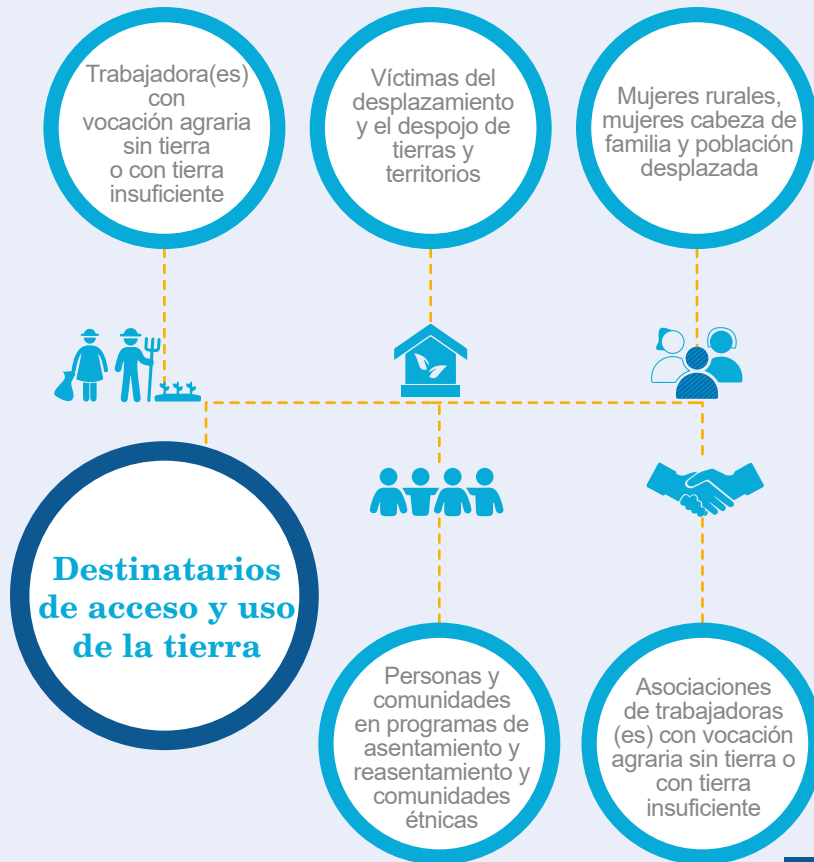 Trabajadora(es)
con
vocación agraria
sin tierra
o con tierra
insuficiente
Víctimas del
desplazamiento
y el despojo de
tierras y
territorios
Mujeres rurales,
mujeres cabeza de
familia y población
desplazada
Destinatarios
de acceso y uso
de la tierra
Personas y
comunidades
en programas de
asentamiento y
reasentamiento y
comunidades
étnicas
Asociaciones
de trabajadoras
(es) con vocación
agraria sin tierra o
con tierra
insuficiente